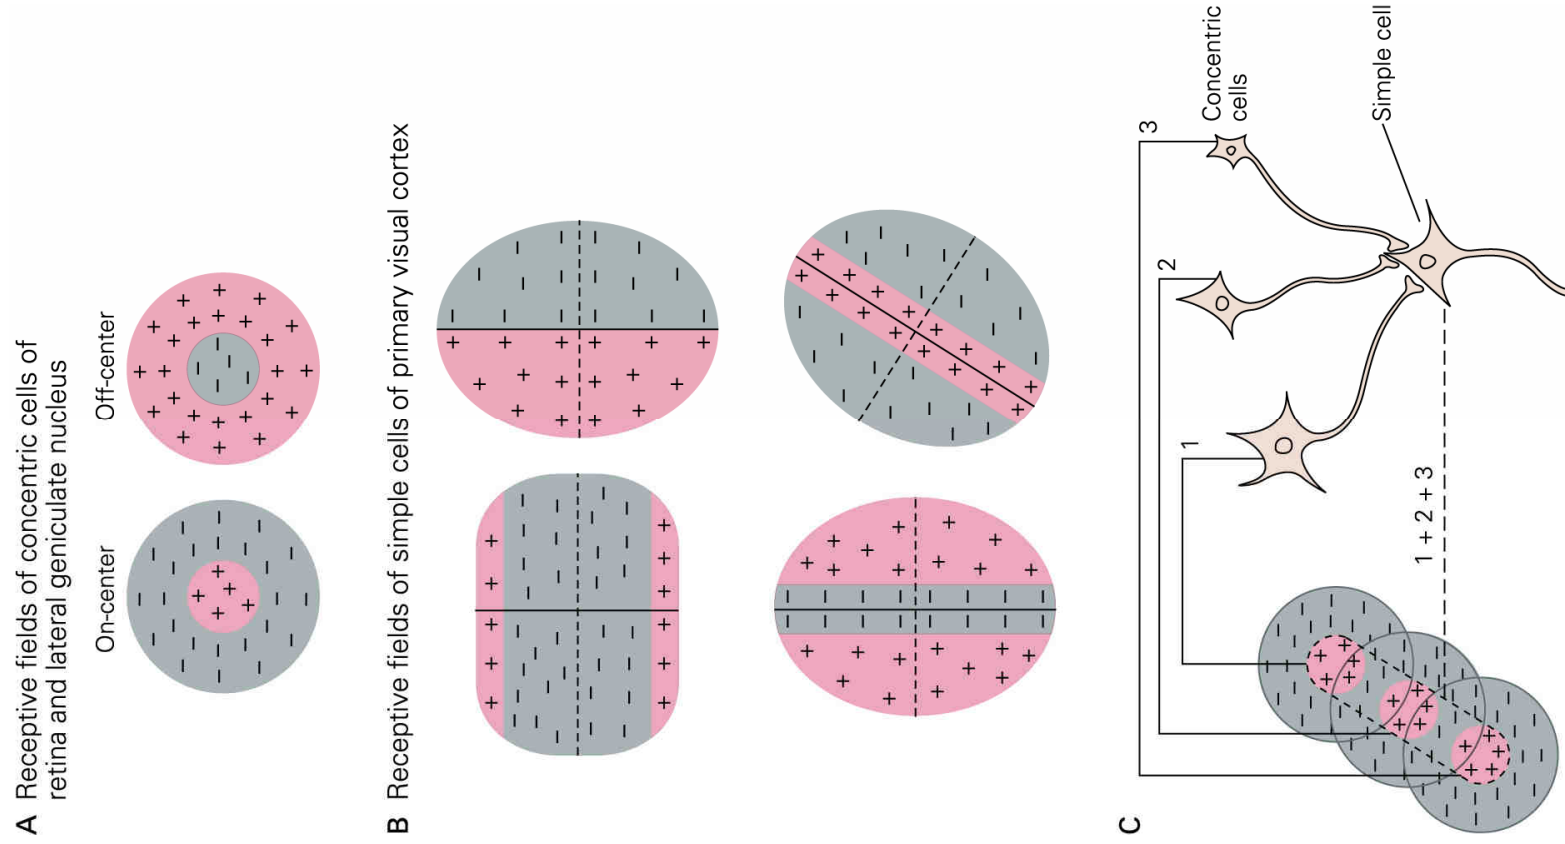 A Receptive fields of concentric cells of
retina and lateral geniculate nucleus
On-center
Off-center
B Receptive fields of simple cells of primary visual cortex
C
1
2
3
Concentric
cells
Simple cell
1 + 2 + 3